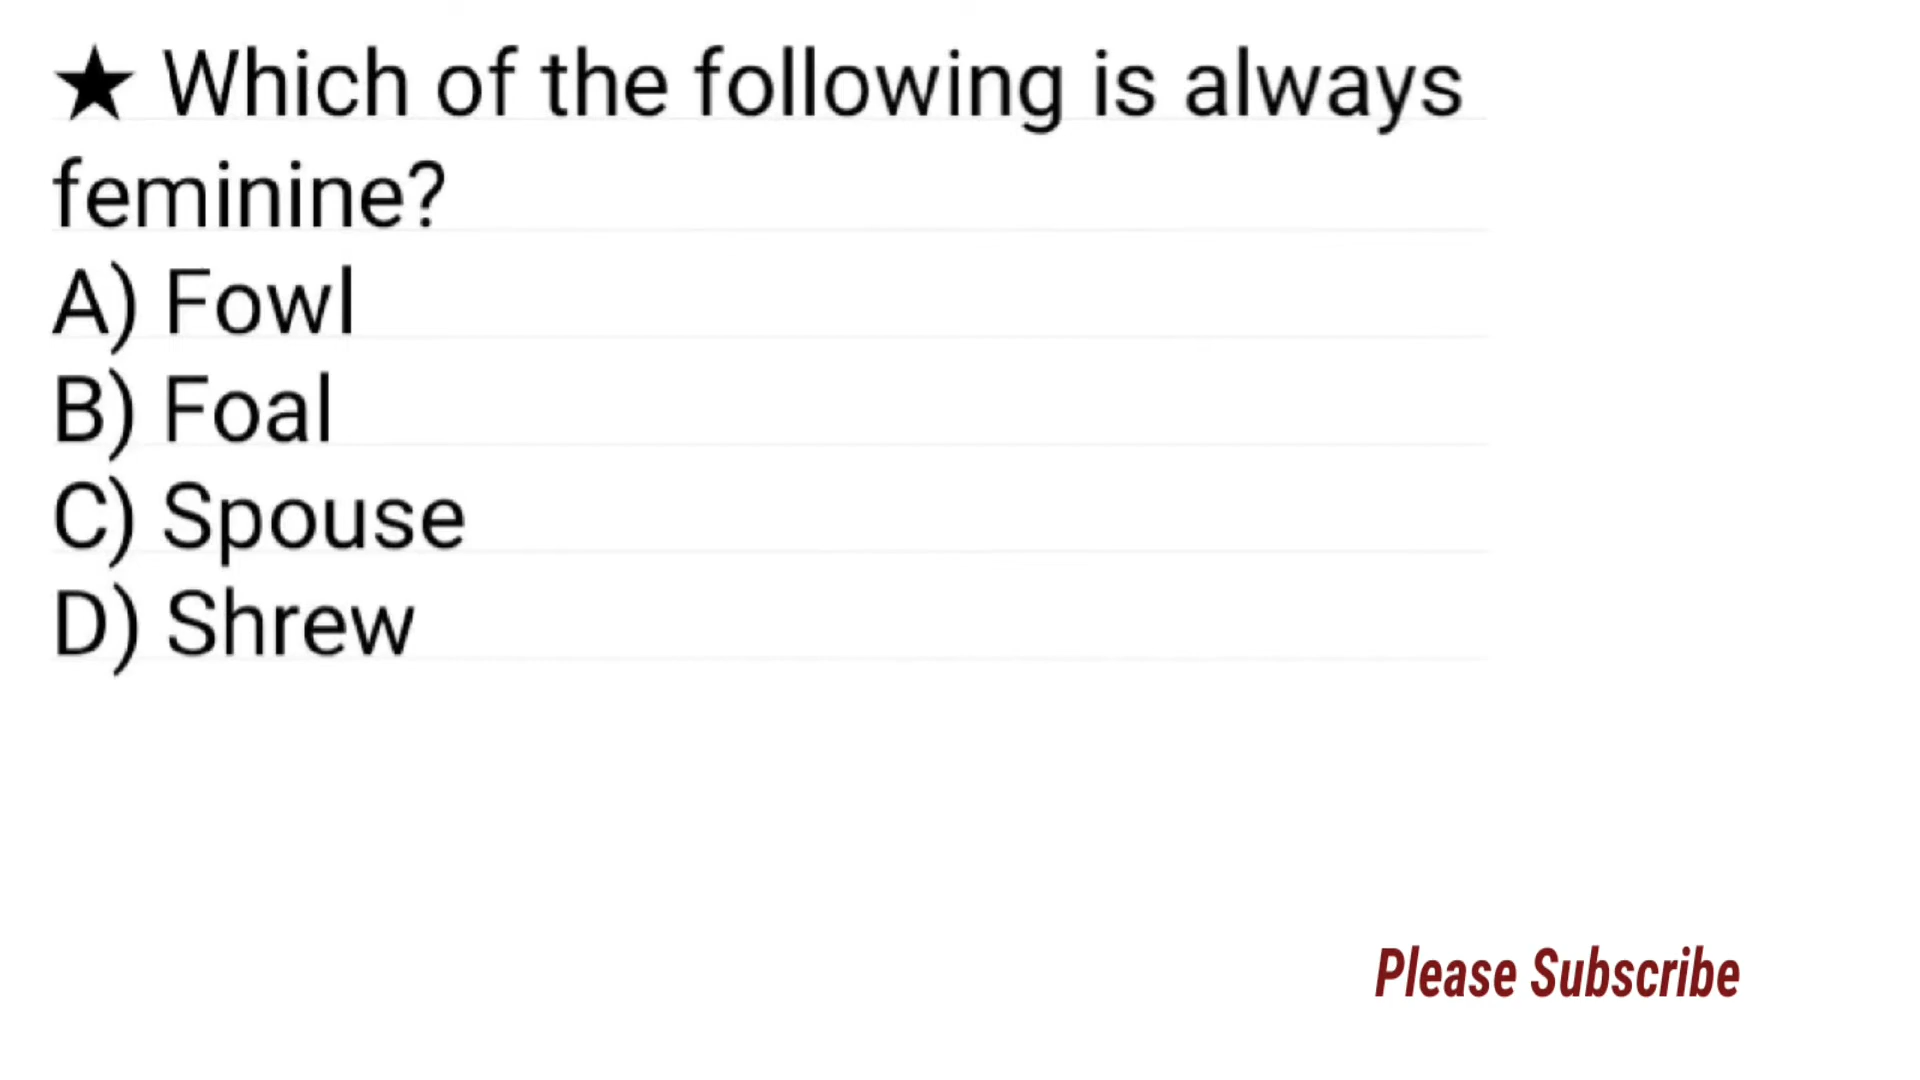 ★ Which of the following is always
feminine?
A) Fowl
B) Foal
C) Spouse
D) Shrew
Please Subscribe